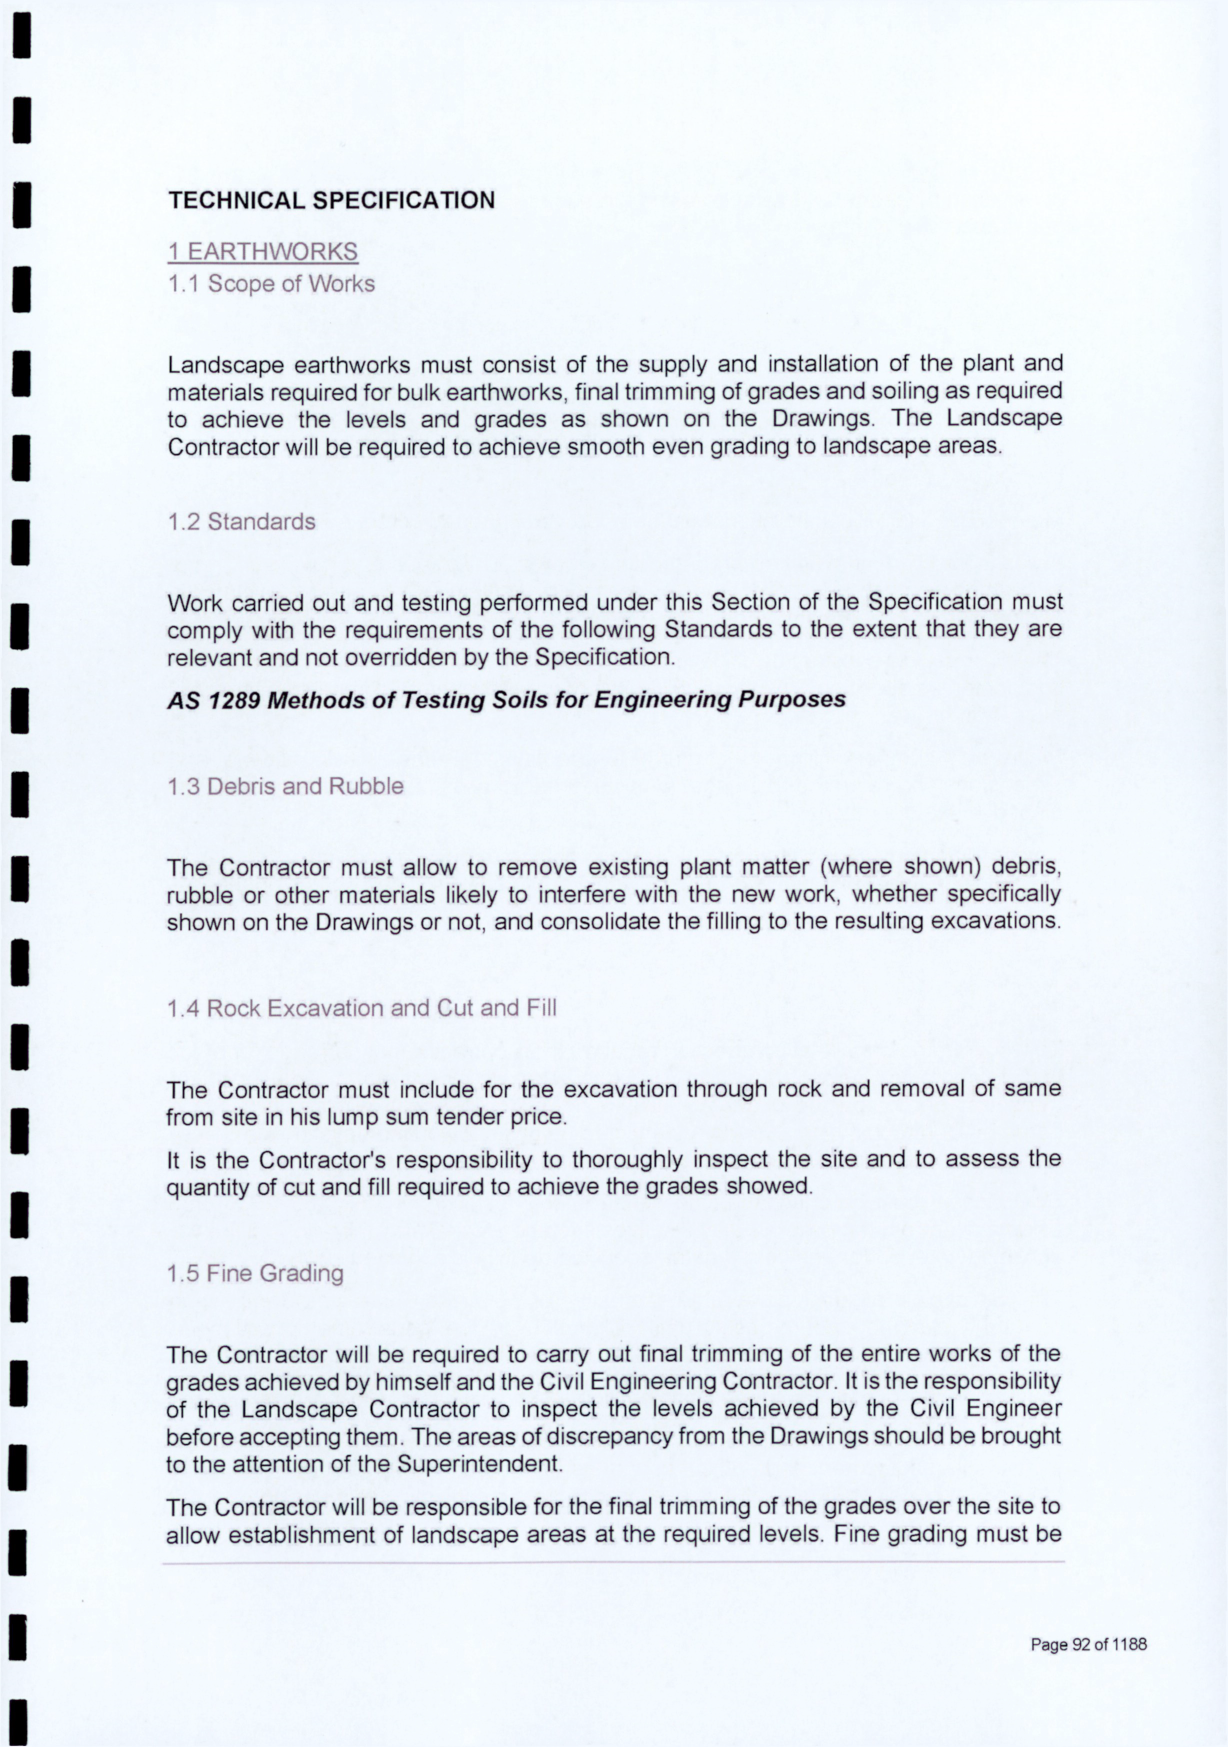 TECHNICAL SPECIFICATION
1 EARTHWORKS
1.1 Scope of Works
Landscape earthworks must consist of the supply and installation of the plant and
materials required for bulk earthworks, final trimming of grades and soiling as required
to achieve the levels and grades as shown on the Drawings. The Landscape
Contractor will be required to achieve smooth even grading to landscape areas.
1.2 Standards
Work carried out and testing performed under this Section of the Specification must
comply with the requirements of the following Standards to the extent that they are
relevant and not overridden by the Specification.
AS 1289 Methods of Testing Soils for Engineering Purposes
1.3 Debris and Rubble
The Contractor must allow to remove existing plant matter (where shown) debris,
rubble or other materials likely to interfere with the new work, whether specifically
shown on the Drawings or not, and consolidate the filling to the resulting excavations.
1.4 Rock Excavation and Cut and Fill
The Contractor must include for the excavation through rock and removal of same
from site in his lump sum tender price.
It is the Contractor's responsibility to thoroughly inspect the site and to assess the
quantity of cut and fill required to achieve the grades showed.
1.5 Fine Grading
The Contractor will be required to carry out final trimming of the entire works of the
grades achieved by himself and the Civil Engineering Contractor. It is the responsibility
of the Landscape Contractor to inspect the levels achieved by the Civil Engineer
before accepting them. The areas of discrepancy from the Drawings should be brought
to the attention of the Superintendent.
The Contractor will be responsible for the final trimming of the grades over the site to
allow establishment of landscape areas at the required levels. Fine grading must be
Page 92 of 1188